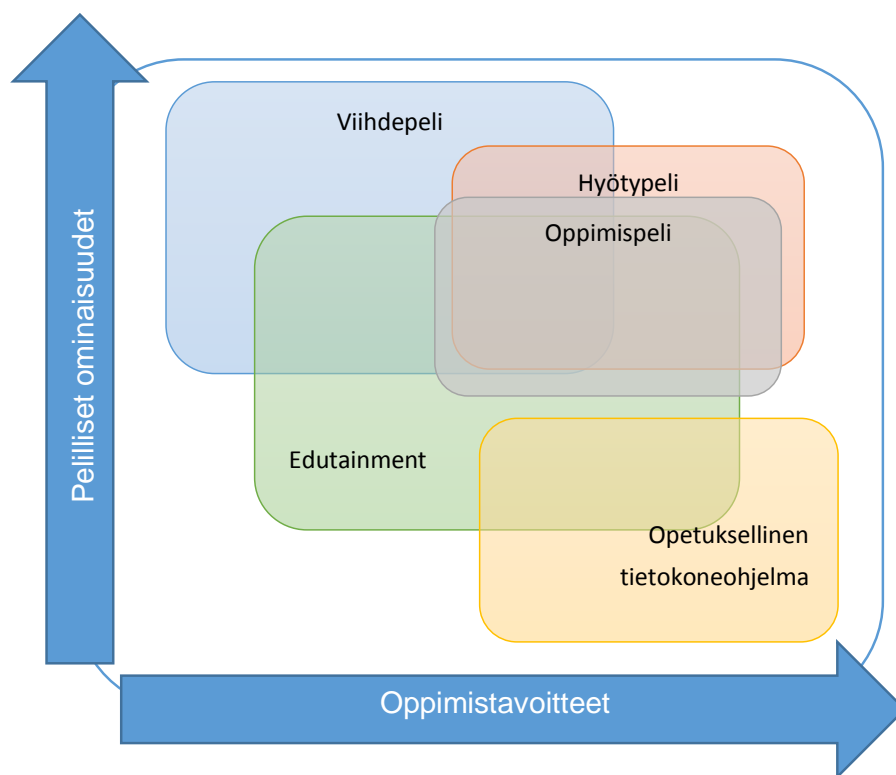 Pelilliset ominaisuudet
Viihdepeli
Hyötypeli
Oppimispeli
Edutainment
Opetuksellinen
tietokoneohjelma
Oppimistavoitteet